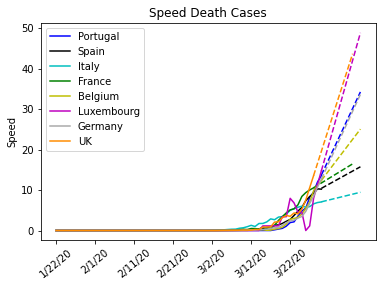 Speed Death Cases
50
40
30
20
10
0
Speed
Portugal
Spain
Italy
France
Belgium
Luxembourg
Germany
UK
1/22/20
2/1/20
2/11/20
2/21/20
3/2/20
3/12/20
3/22/20